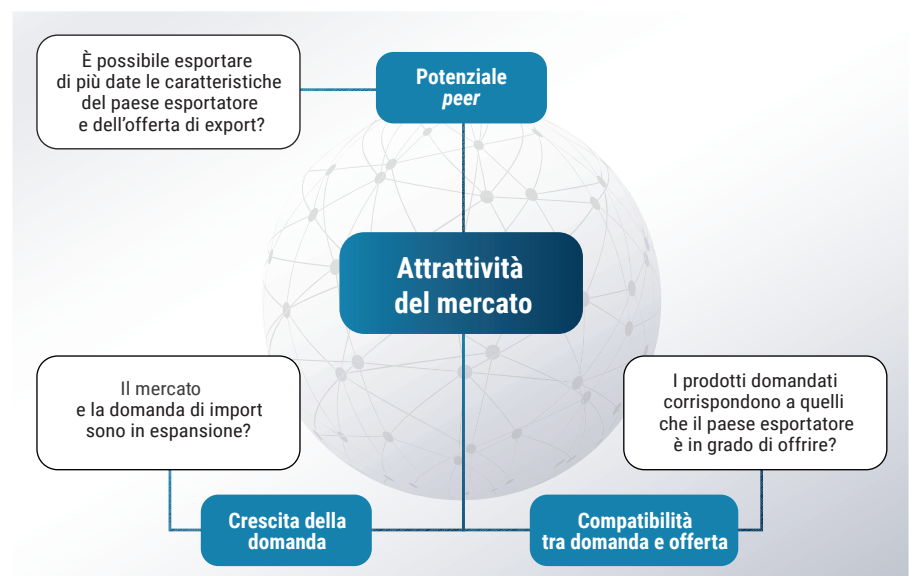 È possibile esportare
di più date le caratteristiche
del paese esportatore
e dell'offerta di export?
Potenziale
peer
Attrattività
del mercato
Il mercato
e la domanda di import
sono in espansione?
I prodotti domandati
corrispondono a quelli
che il paese esportatore
è in grado di offrire?
Crescita della
domanda
Compatibilità
tra domanda e offerta